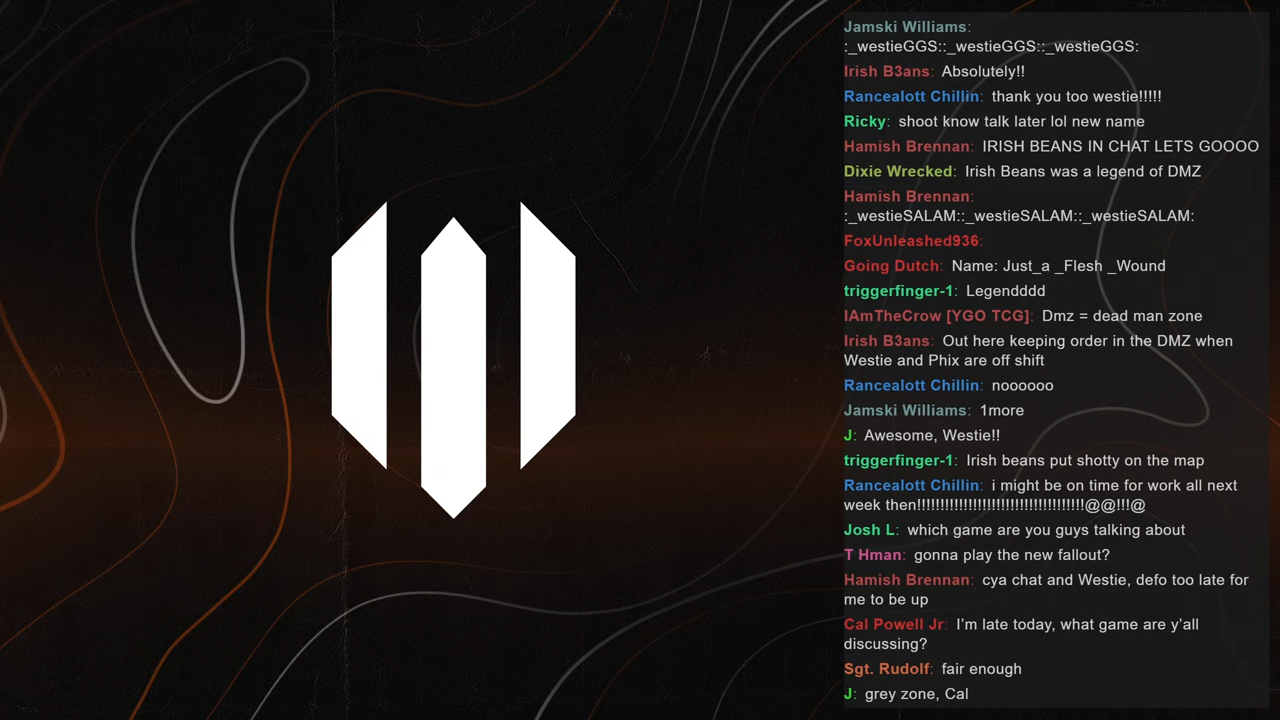 Jamski Williams:
:_westieGGS::_westieGGS::_westieGGS:
Irish B3ans: Absolutely!!
Rancealott Chillin: thank you too westie!!!!!
Ricky: shoot know talk later lol new name
Hamish Brennan: IRISH BEANS IN CHAT LETS GOOOO
Dixie Wrecked: Irish Beans was a legend of DMZ
Hamish Brennan:
:_westieSALAM::_westieSALAM::_westieSALAM:
FoxUnleashed936:
Going Dutch: Name: Just_a _Flesh _Wound
triggerfinger-1: Legendddd
IAmTheCrow [YGO TCG]: Dmz = dead man zone
Irish B3ans: Out here keeping order in the DMZ when
Westie and Phix are off shift
Rancealott Chillin: noooooo
Jamski Williams: 1more
J: Awesome, Westie!!
triggerfinger-1: Irish beans put shotty on the map
Rancealott Chillin: i might be on time for work all next
week then!!!!!!!!!!!!!!!!!!!!!!!!!!!!!!!!!!!!@@!!!@
Josh L: which game are you guys talking about
T Hman: gonna play the new fallout?
Hamish Brennan: cya chat and Westie, defo too late for
me to be up
Cal Powell Jr: I’m late today, what game are y’all
discussing?
Sgt. Rudolf: fair enough
J: grey zone, Cal